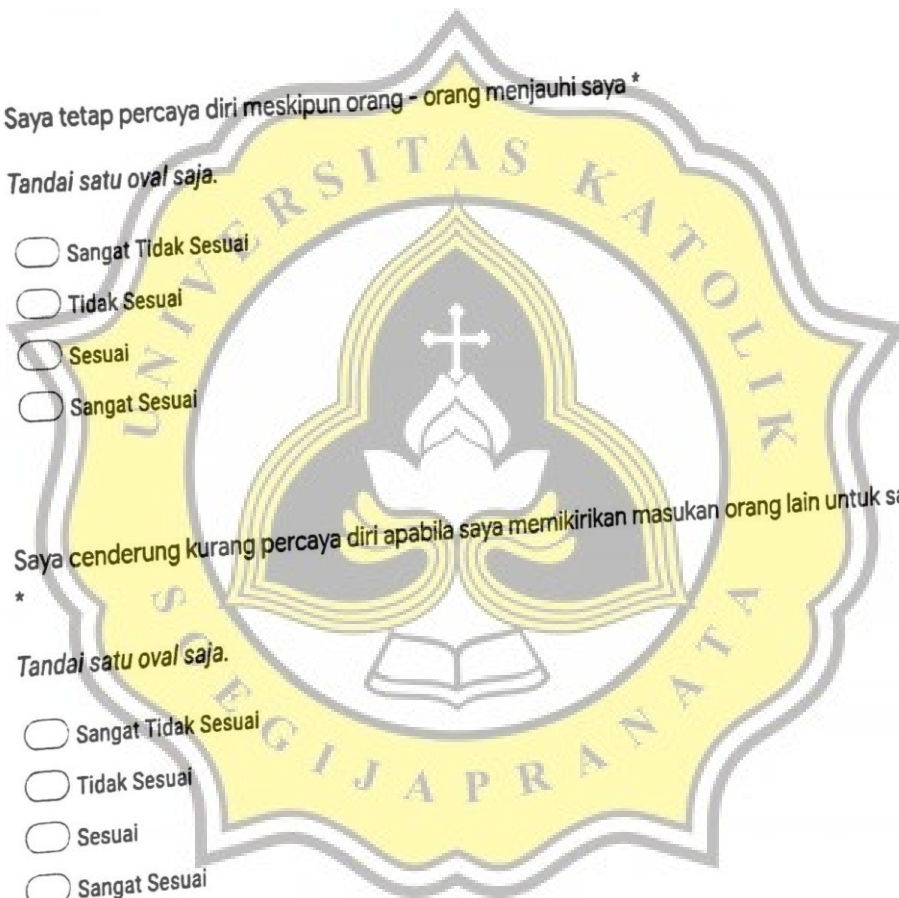 Saya tetap percaya diri meskipun orang - orang menjauhi saya *
Tandai satu oval saja.
Sangat Tidak Sesuai
Tidak Sesuai
Sesuai
Sangat Sesuai
Saya cenderung kurang percaya diri apabila saya memikirikan masukan orang lain untuk
*
Tandai satu oval saja.
Sangat Tidak Sesuai
Tidak Sesuai
Sesuai
Sangat Sesuai
UNIVERSITAS KATOLIK
SOEGIJAPRANATA